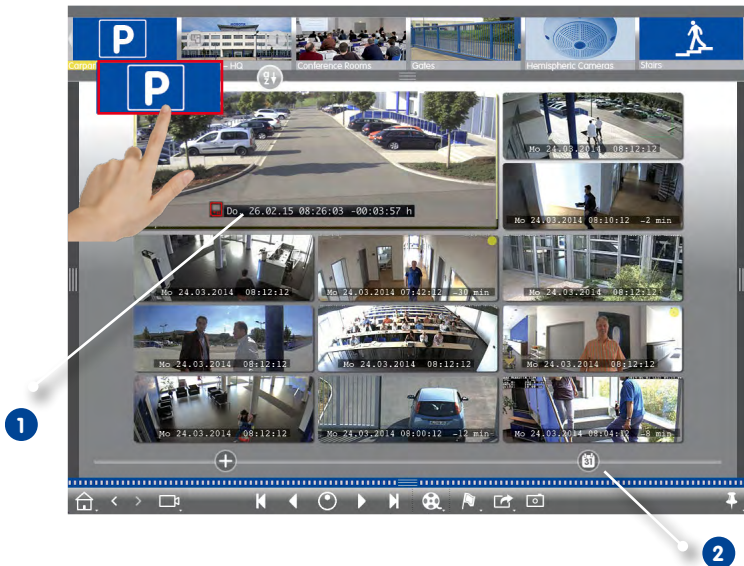 P
Carpo
- HQ
Conference Rooms
Gates
Hemispheric Cameras
Stairs
P
Mo 24.03.2014 08:12:12
Do. 26.02.15 08:26:03 -00:03:57 h
Mo 24.03.2014 08:10:12 -2 min
Mo 24.03.2014 08:12:12
Mo 24.03.2014 07:42:12 -30 min
Mo 24.03.2014 08:12:12
Mo 24.03.2014 08:12:12
Mo 24.03.2014 08:12:12
Mo 24.03.2014 08:12:12
Mo 24.03.2014 08:12:12
Mo 24.03.2014 08:00:12 -12 min
Mo 24.03.2014 08:04:12 -8 min
1
31
2